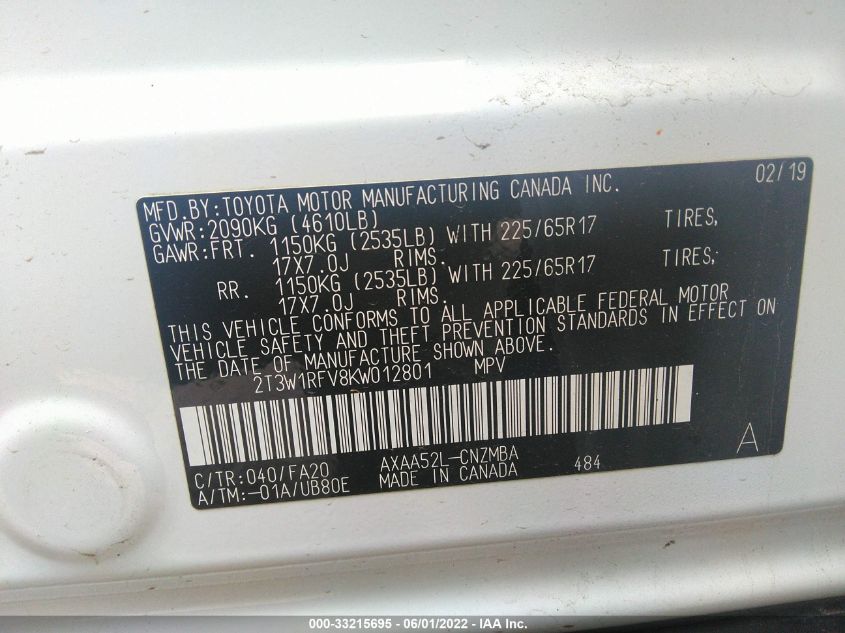 MFD.BY:TOYOTA MOTOR MANUFACTURING CANADA INC. 02/19
GVWR:2090KG (4610LB)
GAWR:FRT. 1150KG (2535LB) WITH 225/65R17 TIRES,
17X7.0J RIMS.
RR. 1150KG (2535LB) WITH 225/65R17 TIRES,
17X7.0J RIMS.
THIS VEHICLE CONFORMS TO ALL APPLICABLE FEDERAL MOTOR
VEHICLE SAFETY AND THEFT PREVENTION STANDARDS IN EFFECT ON
THE DATE OF MANUFACTURE SHOWN ABOVE.
2T3W1RFV8KW012801 MPV
A
C/TR:040/FA20 AXAA52L-CNZMBA 484
A/TM:-01A/UB80E MADE IN CANADA
000-33215695 - 06/01/2022 - IAA Inc.